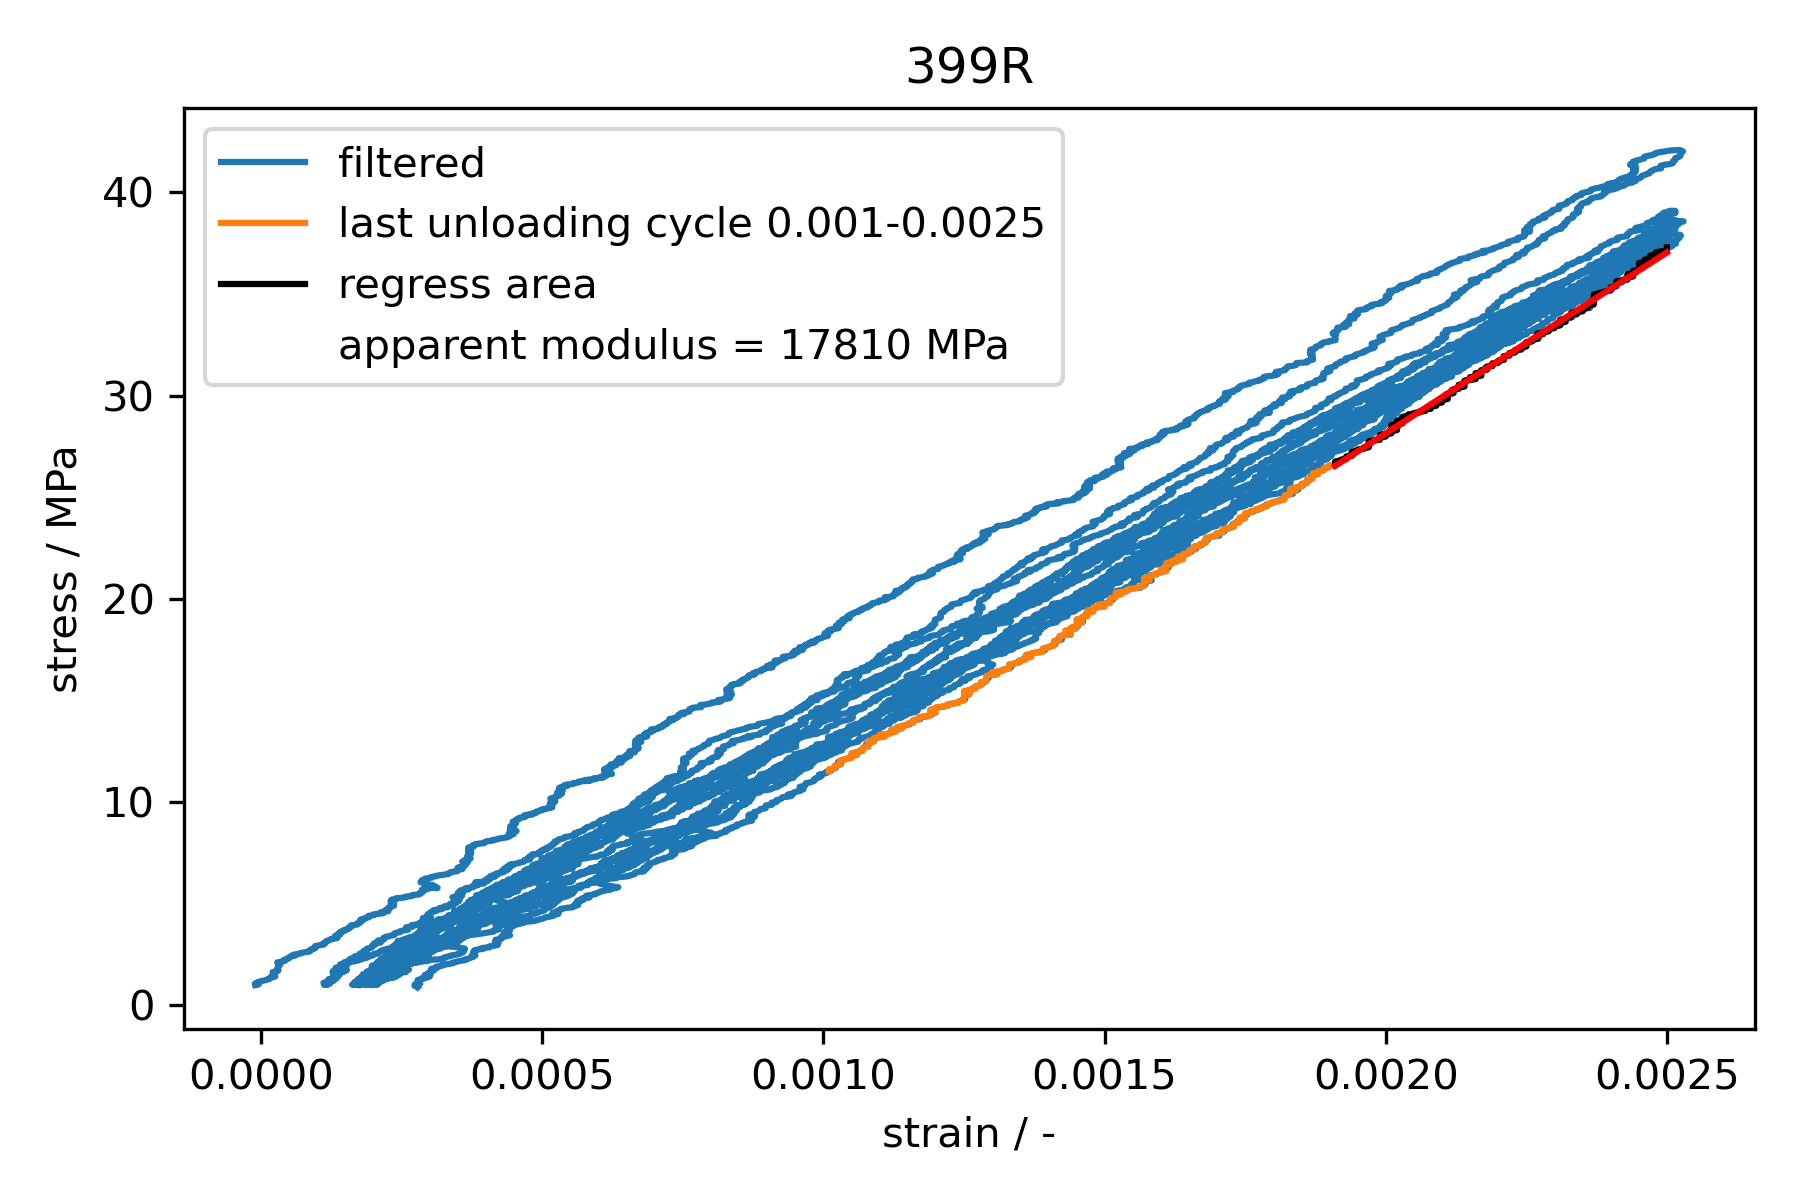 399R
filtered
last unloading cycle 0.001-0.0025
regress area
apparent modulus = 17810 MPa
stress / MPa
40
30
20
10
0
0.0000 0.0005 0.0010 0.0015 0.0020 0.0025
strain / -